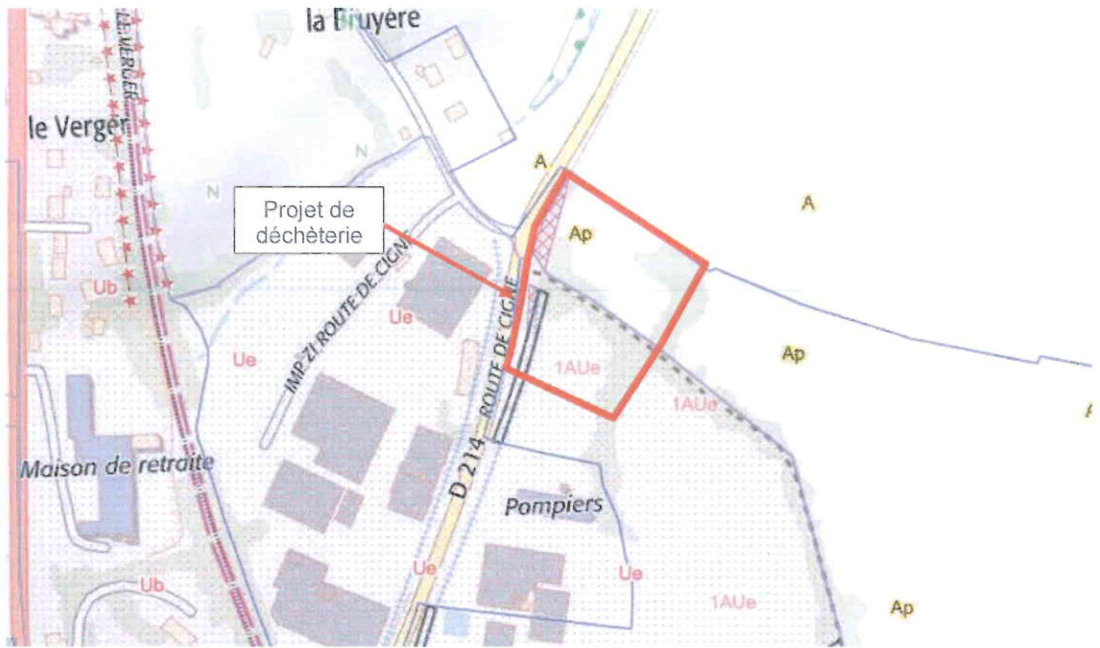 la Bruyère
LE VERGER
le Verger
N
A
N
A
Projet de
déchèterie
Ap
IMP ZI ROUTE DE CIGNE
Ub
Ue
ROUTE DE CIGNE
Ue
Ap
1AUe
1AUe
Maison de retraite
D 214
Pompiers
Ue
Ue
Ub
1AUe
Ap